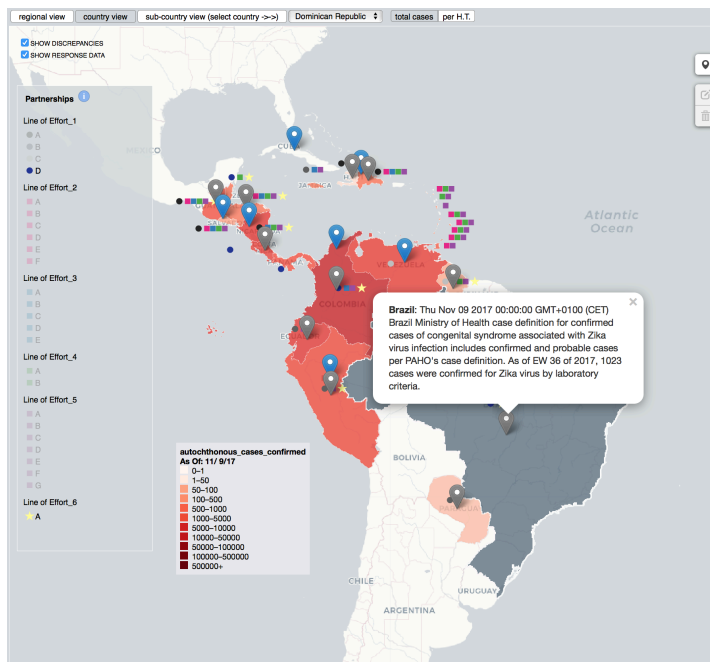 regional view country view sub-country view (select country ->->) Dominican Republic total cases per H.T.
SHOW DISCREPANCIES
SHOW RESPONSE DATA
Partnerships i
Line of Effort_1
A
B
C
D
Line of Effort_2
A
B
C
D
E
F
Line of Effort_3
A
B
C
D
E
Line of Effort_4
A
B
Line of Effort_5
A
B
C
D
E
F
G
Line of Effort_6
A
MEXICO
CU
JAMAICA
Atlantic
Ocean
VENEZUELA
COLOMBIA
Brazil: Thu Nov 09 2017 00:00:00 GMT+0100 (CET)
Brazil Ministry of Health case definition for confirmed
cases of congenital syndrome associated with Zika
virus infection includes confirmed and probable cases
per PAHO's case definition. As of EW 36 of 2017, 1023
cases were confirmed for Zika virus by laboratory
criteria.
autochthonous_cases_confirmed
As Of: 11/ 9/17
0–1
1–50
50–100
100–500
500–1000
1000–5000
5000–10000
10000–50000
50000–100000
100000–500000
500000+
BOLIVIA
CHILE
URUGUAY
ARGENTINA